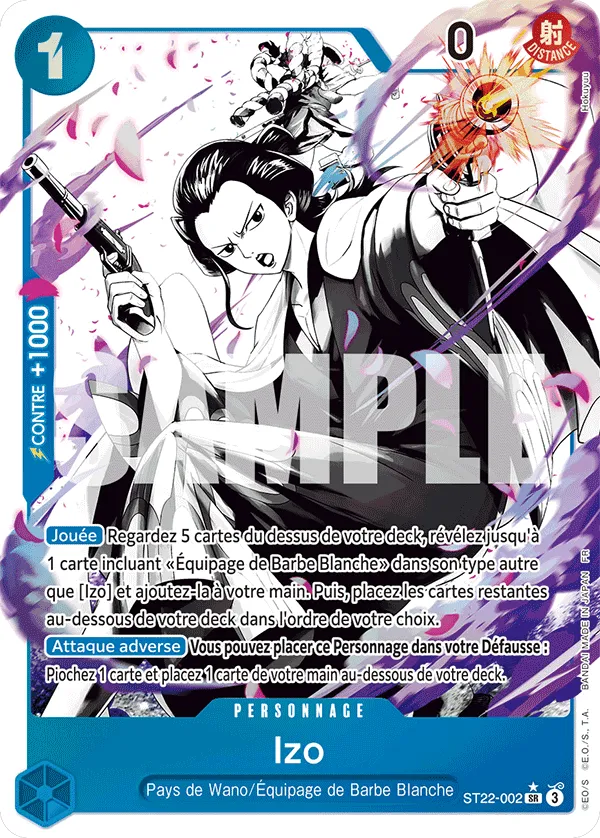 1
0
射
DISTANCE
Hokuyuu
CONTRE +1000
SAMPLE
Jouée Regardez 5 cartes du dessus de votre deck, révélez jusqu'à
1 carte incluant «Équipage de Barbe Blanche» dans son type autre
que [Izo] et ajoutez-la à votre main. Puis, placez les cartes restantes
au-dessous de votre deck dans l'ordre de votre choix.
Attaque adverse Vous pouvez placer ce Personnage dans votre Défausse :
Piochez 1 carte et placez 1 carte de votre main au-dessous de votre deck.
PERSONNAGE
Izo
Pays de Wano/Équipage de Barbe Blanche
ST22-002 SR 3
©E.O/S ©E.O./S., T.A. BANDAI MADE IN JAPAN FR